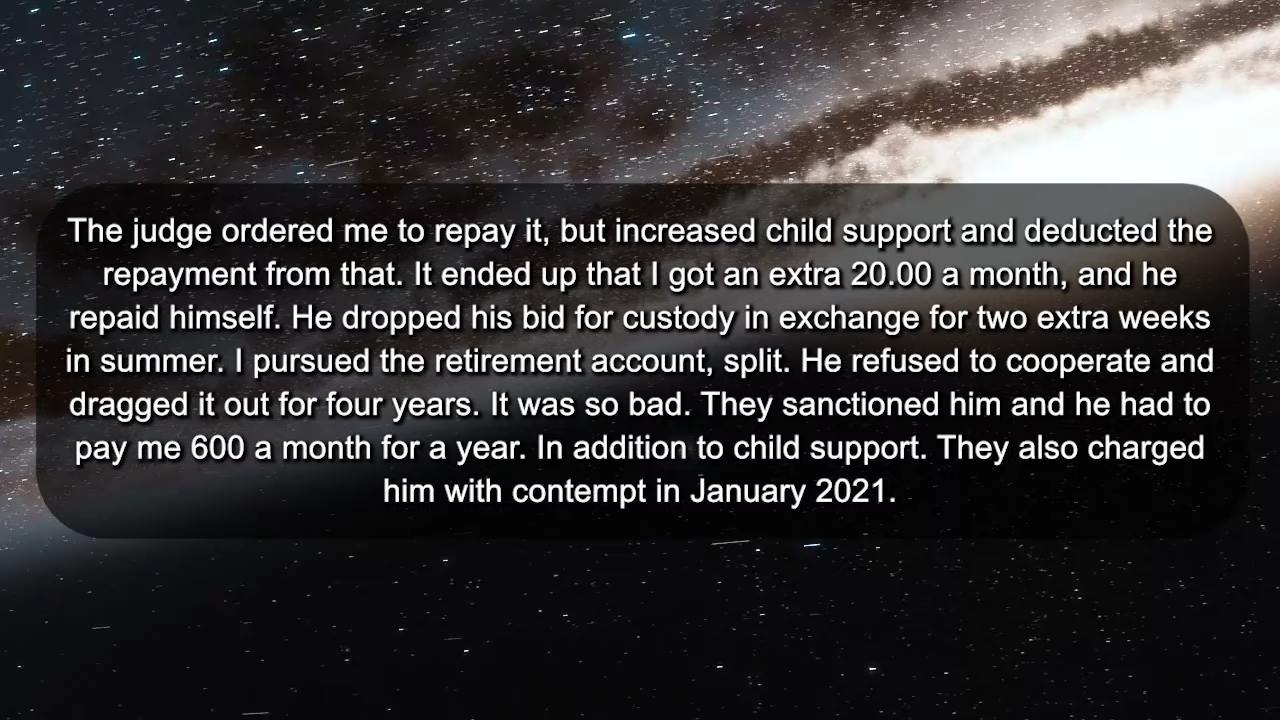 The judge ordered me to repay it, but increased child support and deducted the
repayment from that. It ended up that I got an extra 20.00 a month, and he
repaid himself. He dropped his bid for custody in exchange for two extra weeks
in summer. I pursued the retirement account, split. He refused to cooperate and
dragged it out for four years. It was so bad. They sanctioned him and he had to
pay me 600 a month for a year. In addition to child support. They also charged
him with contempt in January 2021.